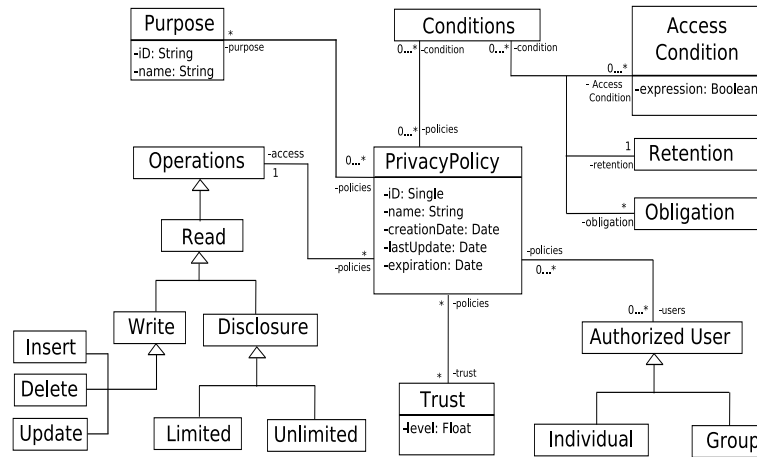 Purpose
-iD: String
-name: String
*
-purpose
Conditions
0...*
-condition
0...*
-condition
Access
Condition
-expression: Boolean
0...*
- Access
Condition
1
-retention
Retention
*
-obligation
Obligation
0...*
-policies
Operations
-access
1
0...*
-policies
PrivacyPolicy
-iD: Single
-name: String
-creationDate: Date
-lastUpdate: Date
-expiration: Date
*
-policies
-policies
0...*
Read
Write
Disclosure
Insert
Delete
Update
Limited
Unlimited
*
-policies
*
-trust
Trust
-level: Float
0...*
-users
Authorized User
Individual
Group